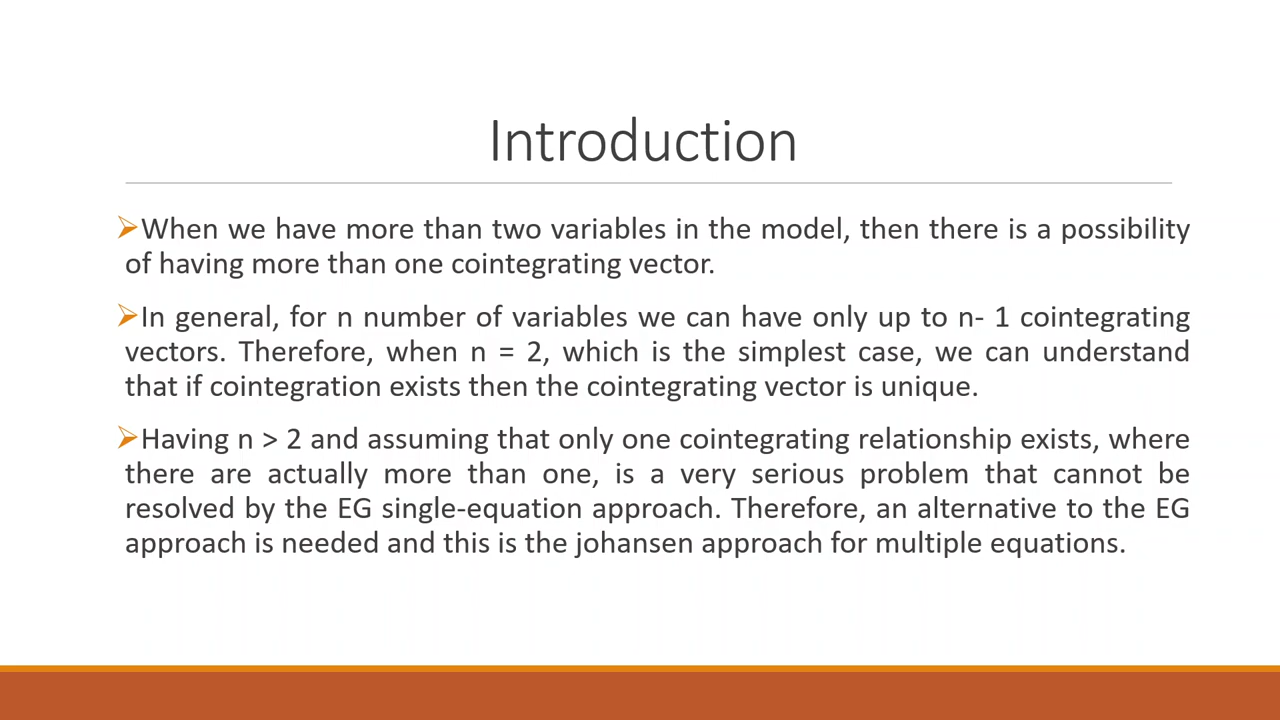 Introduction
When we have more than two variables in the model, then there is a possibility
of having more than one cointegrating vector.
In general, for n number of variables we can have only up to n- 1 cointegrating
vectors. Therefore, when n = 2, which is the simplest case, we can understand
that if cointegration exists then the cointegrating vector is unique.
Having n > 2 and assuming that only one cointegrating relationship exists, where
there are actually more than one, is a very serious problem that cannot be
resolved by the EG single-equation approach. Therefore, an alternative to the EG
approach is needed and this is the johansen approach for multiple equations.